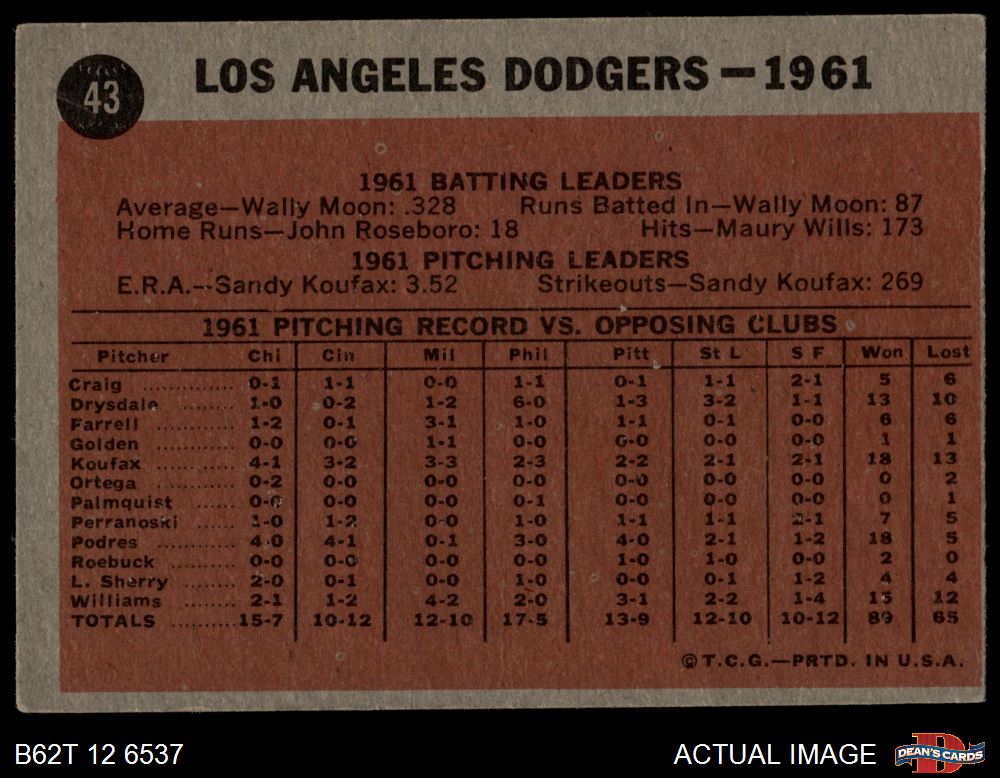 43
LOS ANGELES DODGERS—1961
1961 BATTING LEADERS
Average—Wally Moon: .328 Runs Batted In—Wally Moon: 87
Home Runs—John Roseboro: 18 Hits—Maury Wills: 173
1961 PITCHING LEADERS
E.R.A.—Sandy Koufax: 3.52 Strikeouts—Sandy Koufax: 269
1961 PITCHING RECORD VS. OPPOSING CLUBS
Pitcher Chi Cin Mil Phil Pitt St L S F Won Lost
Craig ............. 0-1 1-1 0-0 1-1 0-1 1-1 2-1 5 6
Drysdale ........ 1-0 0-2 1-2 6-0 1-3 3-2 1-1 13 10
Farrell ........... 1-2 0-1 3-1 1-0 1-1 0-1 0-0 6 6
Golden ........... 0-0 0-0 1-1 0-0 0-0 0-0 0-0 1 1
Koufax ........... 4-1 3-2 3-3 2-3 2-2 2-1 2-1 18 13
Ortega ........... 0-2 0-0 0-0 0-0 0-0 0-0 0-0 0 2
Palmquist ...... 0-0 0-0 0-0 0-1 0-0 0-0 0-0 0 1
Perranoski ..... 1-0 1-2 0-0 1-0 1-1 1-1 2-1 7 5
Podres ........... 4-0 4-1 0-1 3-0 4-0 2-1 1-2 18 5
Roebuck ........ 0-0 0-0 0-0 0-0 1-0 1-0 0-0 2 0
L. Sherry ....... 2-0 0-1 0-0 1-0 0-0 0-1 1-2 4 4
Williams ........ 2-1 1-2 4-2 2-0 3-1 2-2 1-4 15 12
TOTALS ......... 15-7 10-12 12-10 17-5 13-9 12-10 10-12 89 65
©T.C.G.—PRTD. IN U.S.A.
B62T 12 6537 ACTUAL IMAGE DEAN'S CARDS